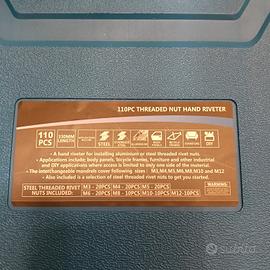 110PC THREADED NUT HAND RIVETER
110 PCS
330MM LENGTH
STEEL
• A hand riveter for installing aluminium or steel threaded rivet nuts.
• Applications include; body panels, bicycle frames, furniture and other industrial
and DIY applications where access is limited to only one side of the material.
• The interchangeable mandrels cover following sizes: M3,M4,M5,M6,M8,M10 and M12
• Also included is a selection of steel threaded rivet nuts to get you started.
STEEL THREADED RIVET NUTS INCLUDED:
M3 - 20PCS M4 - 20PCS M5 - 20PCS
M6 - 20PCS M8- 10PCS M10-10PCS M12-10PCS
WARNING
subito